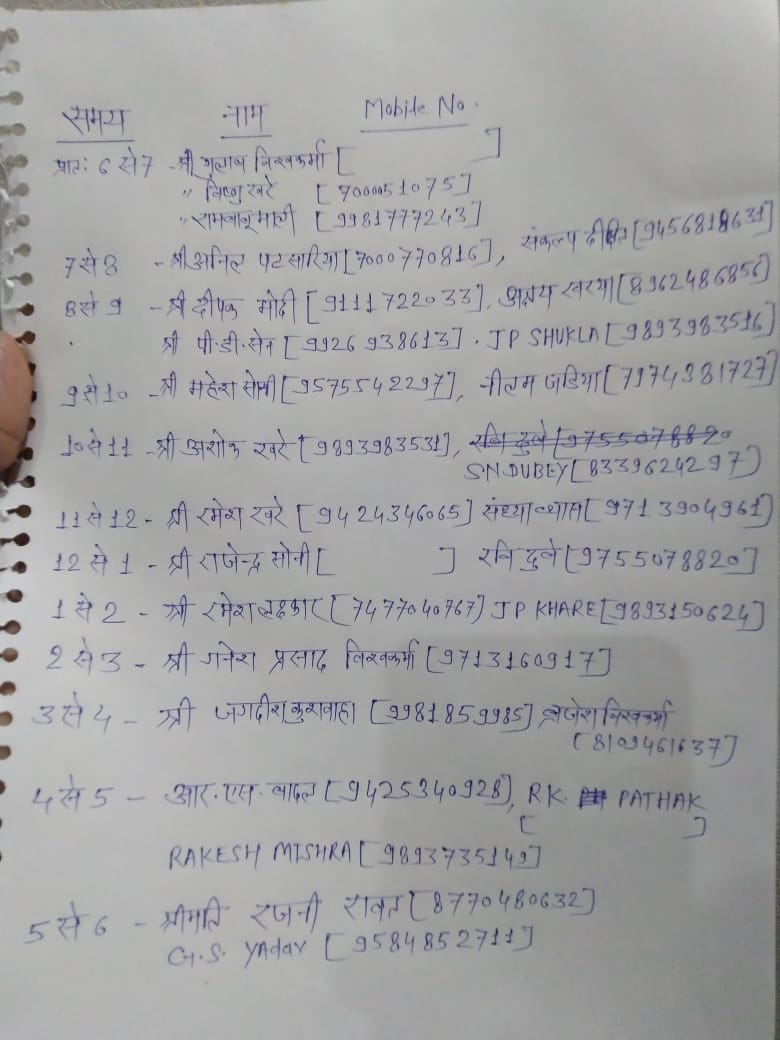 समय नाम Mobile No.
प्रातः 6 से 7 - श्री गुलाब विश्वकर्मा [ ]
" विष्णु खरे [700051075]
" रामबाबू माली [9981777243]
7 से 8 - श्री अनिल पटसारिया [7000770816], संकल्प दीक्षित [9456818631]
8 से 9 - श्री दीपक मोदी [9111722033], अक्षय खरया [8962486856]
श्री पी.डी. सेन [9926938613]. JP SHUKLA [9893983516]
9 से 10 - श्री महेश सोनी [9575542297], नीलम जडिया [7974381727]
10 से 11 - श्री अशोक खरे [9893983531], रवि दुबे [9755078820
SN DUBEY [8339624297)
11 से 12 - श्री रमेश खरे [9424346065] संध्या व्यास [9713904961]
12 से 1 - श्री राजेन्द्र सोनी [ ] रवि दुबे [9755078820]
1 से 2 - श्री रमेश लक्षकार (7477040767) JP KHARE [9893150624]
2 से 3 - श्री गनेश प्रसाद विश्वकर्मा [9713160917]
3 से 4 - श्री जगदीश कुशवाहा [9981859985] ब्रजेश विश्वकर्मा
[8109461637]
4 से 5 - आर. एस. बादल [9425340928], RK. PATHAK
[ ]
RAKESH MISHRA [9893735149]
5 से 6 - श्रीमति रजनी रावत [8770480632]
G.S. Yadav [9584852711]